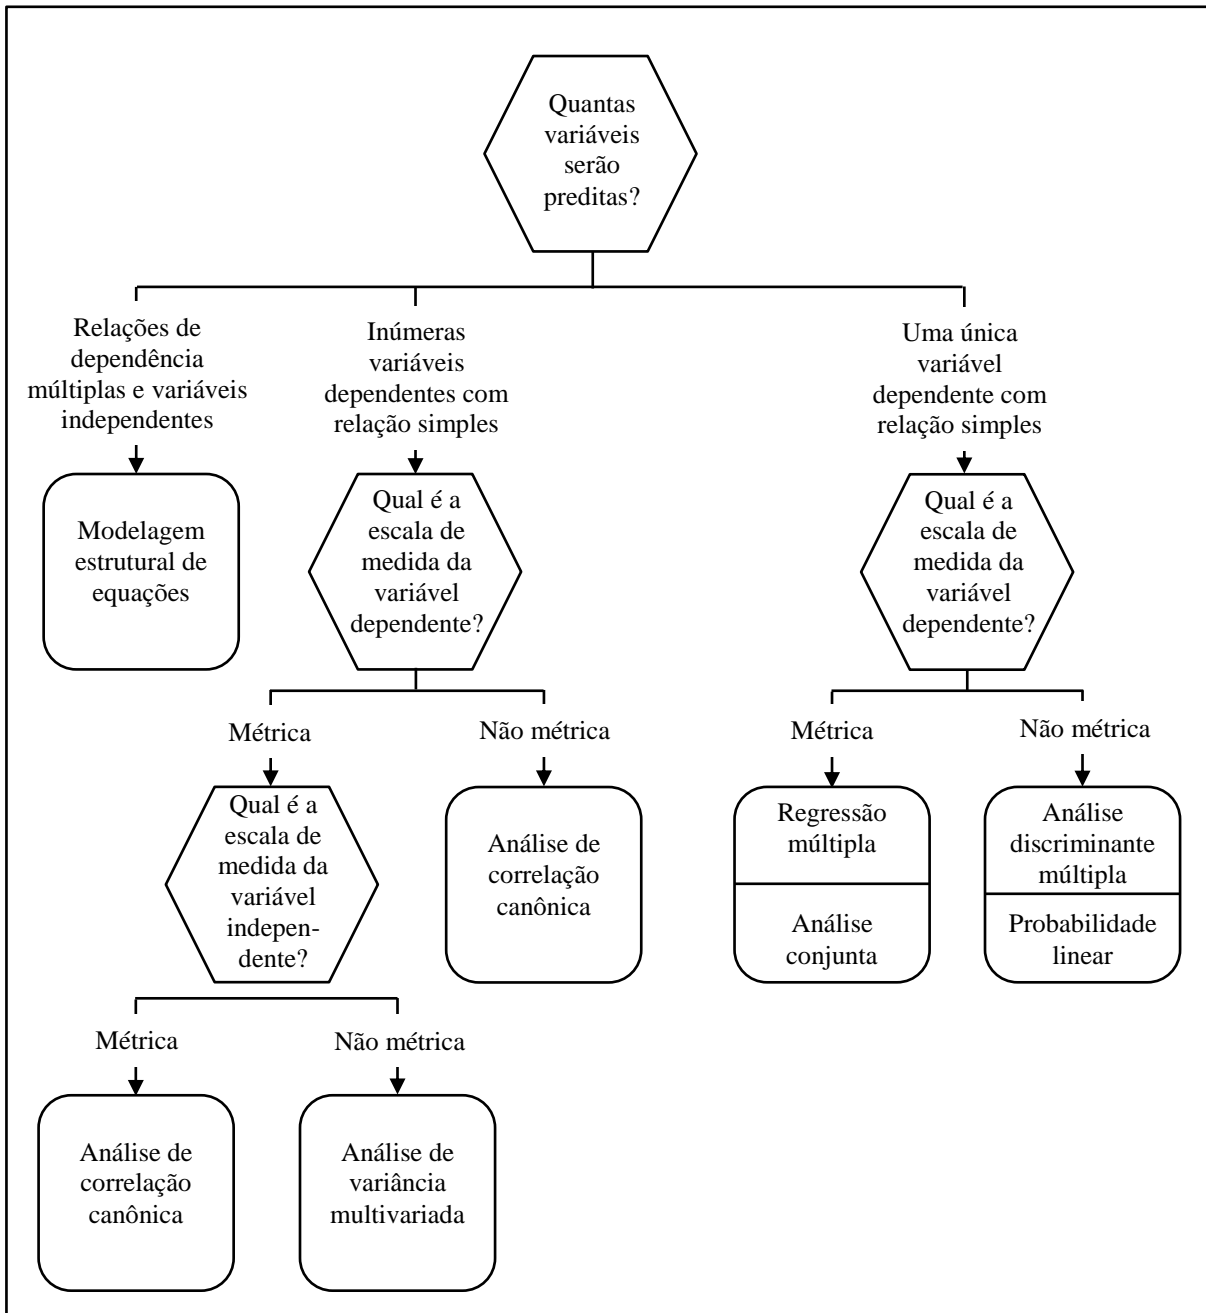 Quantas
variáveis
serão
preditas?
Relações de
dependência
múltiplas e variáveis
independentes
Inúmeras
variáveis
dependentes com
relação simples
Uma única
variável
dependente com
relação simples
Modelagem
estrutural de
equações
Qual é a
escala de
medida da
variável
dependente?
Qual é a
escala de
medida da
variável
dependente?
Métrica
Não métrica
Métrica
Não métrica
Qual é a
escala de
medida da
variável
indepen-
dente?
Análise de
correlação
canônica
Regressão
múltipla
Análise
conjunta
Análise
discriminante
múltipla
Probabilidade
linear
Métrica
Não métrica
Análise de
correlação
canônica
Análise de
variância
multivariada